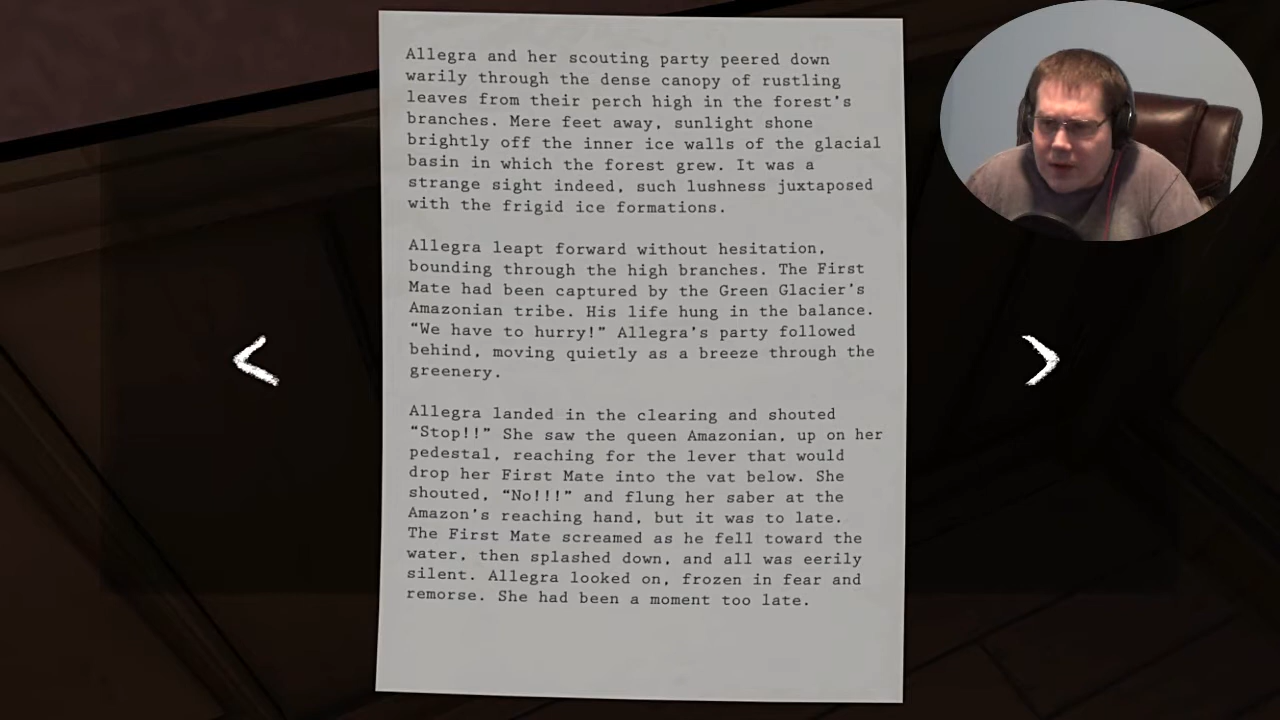 Allegra and her scouting party peered down
warily through the dense canopy of rustling
leaves from their perch high in the forest's
branches. Mere feet away, sunlight shone
brightly off the inner ice walls of the glacial
basin in which the forest grew. It was a
strange sight indeed, such lushness juxtaposed
with the frigid ice formations.
Allegra leapt forward without hesitation,
bounding through the high branches. The First
Mate had been captured by the Green Glacier's
Amazonian tribe. His life hung in the balance.
“We have to hurry!” Allegra's party followed
behind, moving quietly as a breeze through the
greenery.
Allegra landed in the clearing and shouted
“Stop!!” She saw the queen Amazonian, up on her
pedestal, reaching for the lever that would
drop her First Mate into the vat below. She
shouted, “No!!!” and flung her saber at the
Amazon's reaching hand, but it was to late.
The First Mate screamed as he fell toward the
water, then splashed down, and all was eerily
silent. Allegra looked on, frozen in fear and
remorse. She had been a moment too late.